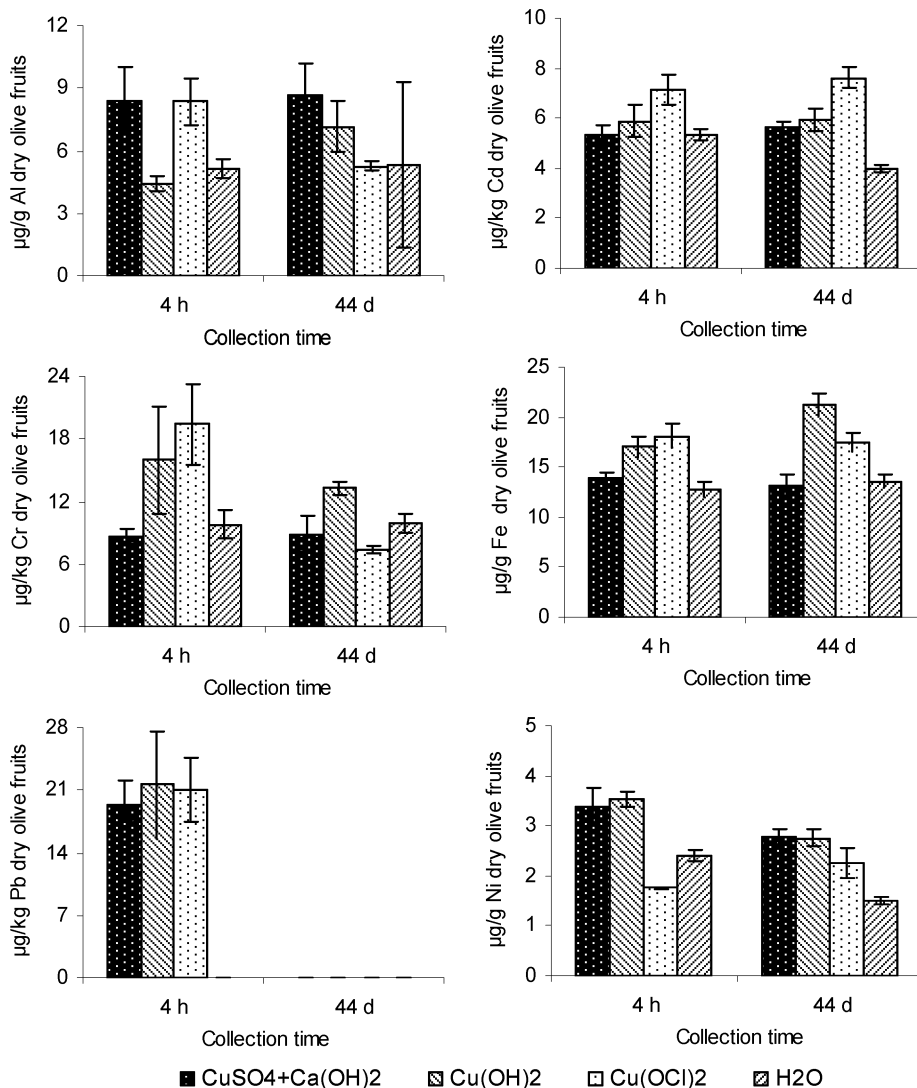 µg/g Al dry olive fruits
12
9
6
3
0
4 h 44 d
Collection time
µg/kg Cd dry olive fruits
10
8
6
4
2
0
4 h 44 d
Collection time
µg/kg Cr dry olive fruits
24
18
12
6
0
4 h 44 d
Collection time
µg/g Fe dry olive fruits
25
20
15
10
5
0
4 h 44 d
Collection time
µg/kg Pb dry olive fruits
28
21
14
7
0
4 h 44 d
Collection time
µg/g Ni dry olive fruits
5
4
3
2
1
0
4 h 44 d
Collection time
CuSO4+Ca(OH)2 Cu(OH)2 Cu(OCl)2 H2O